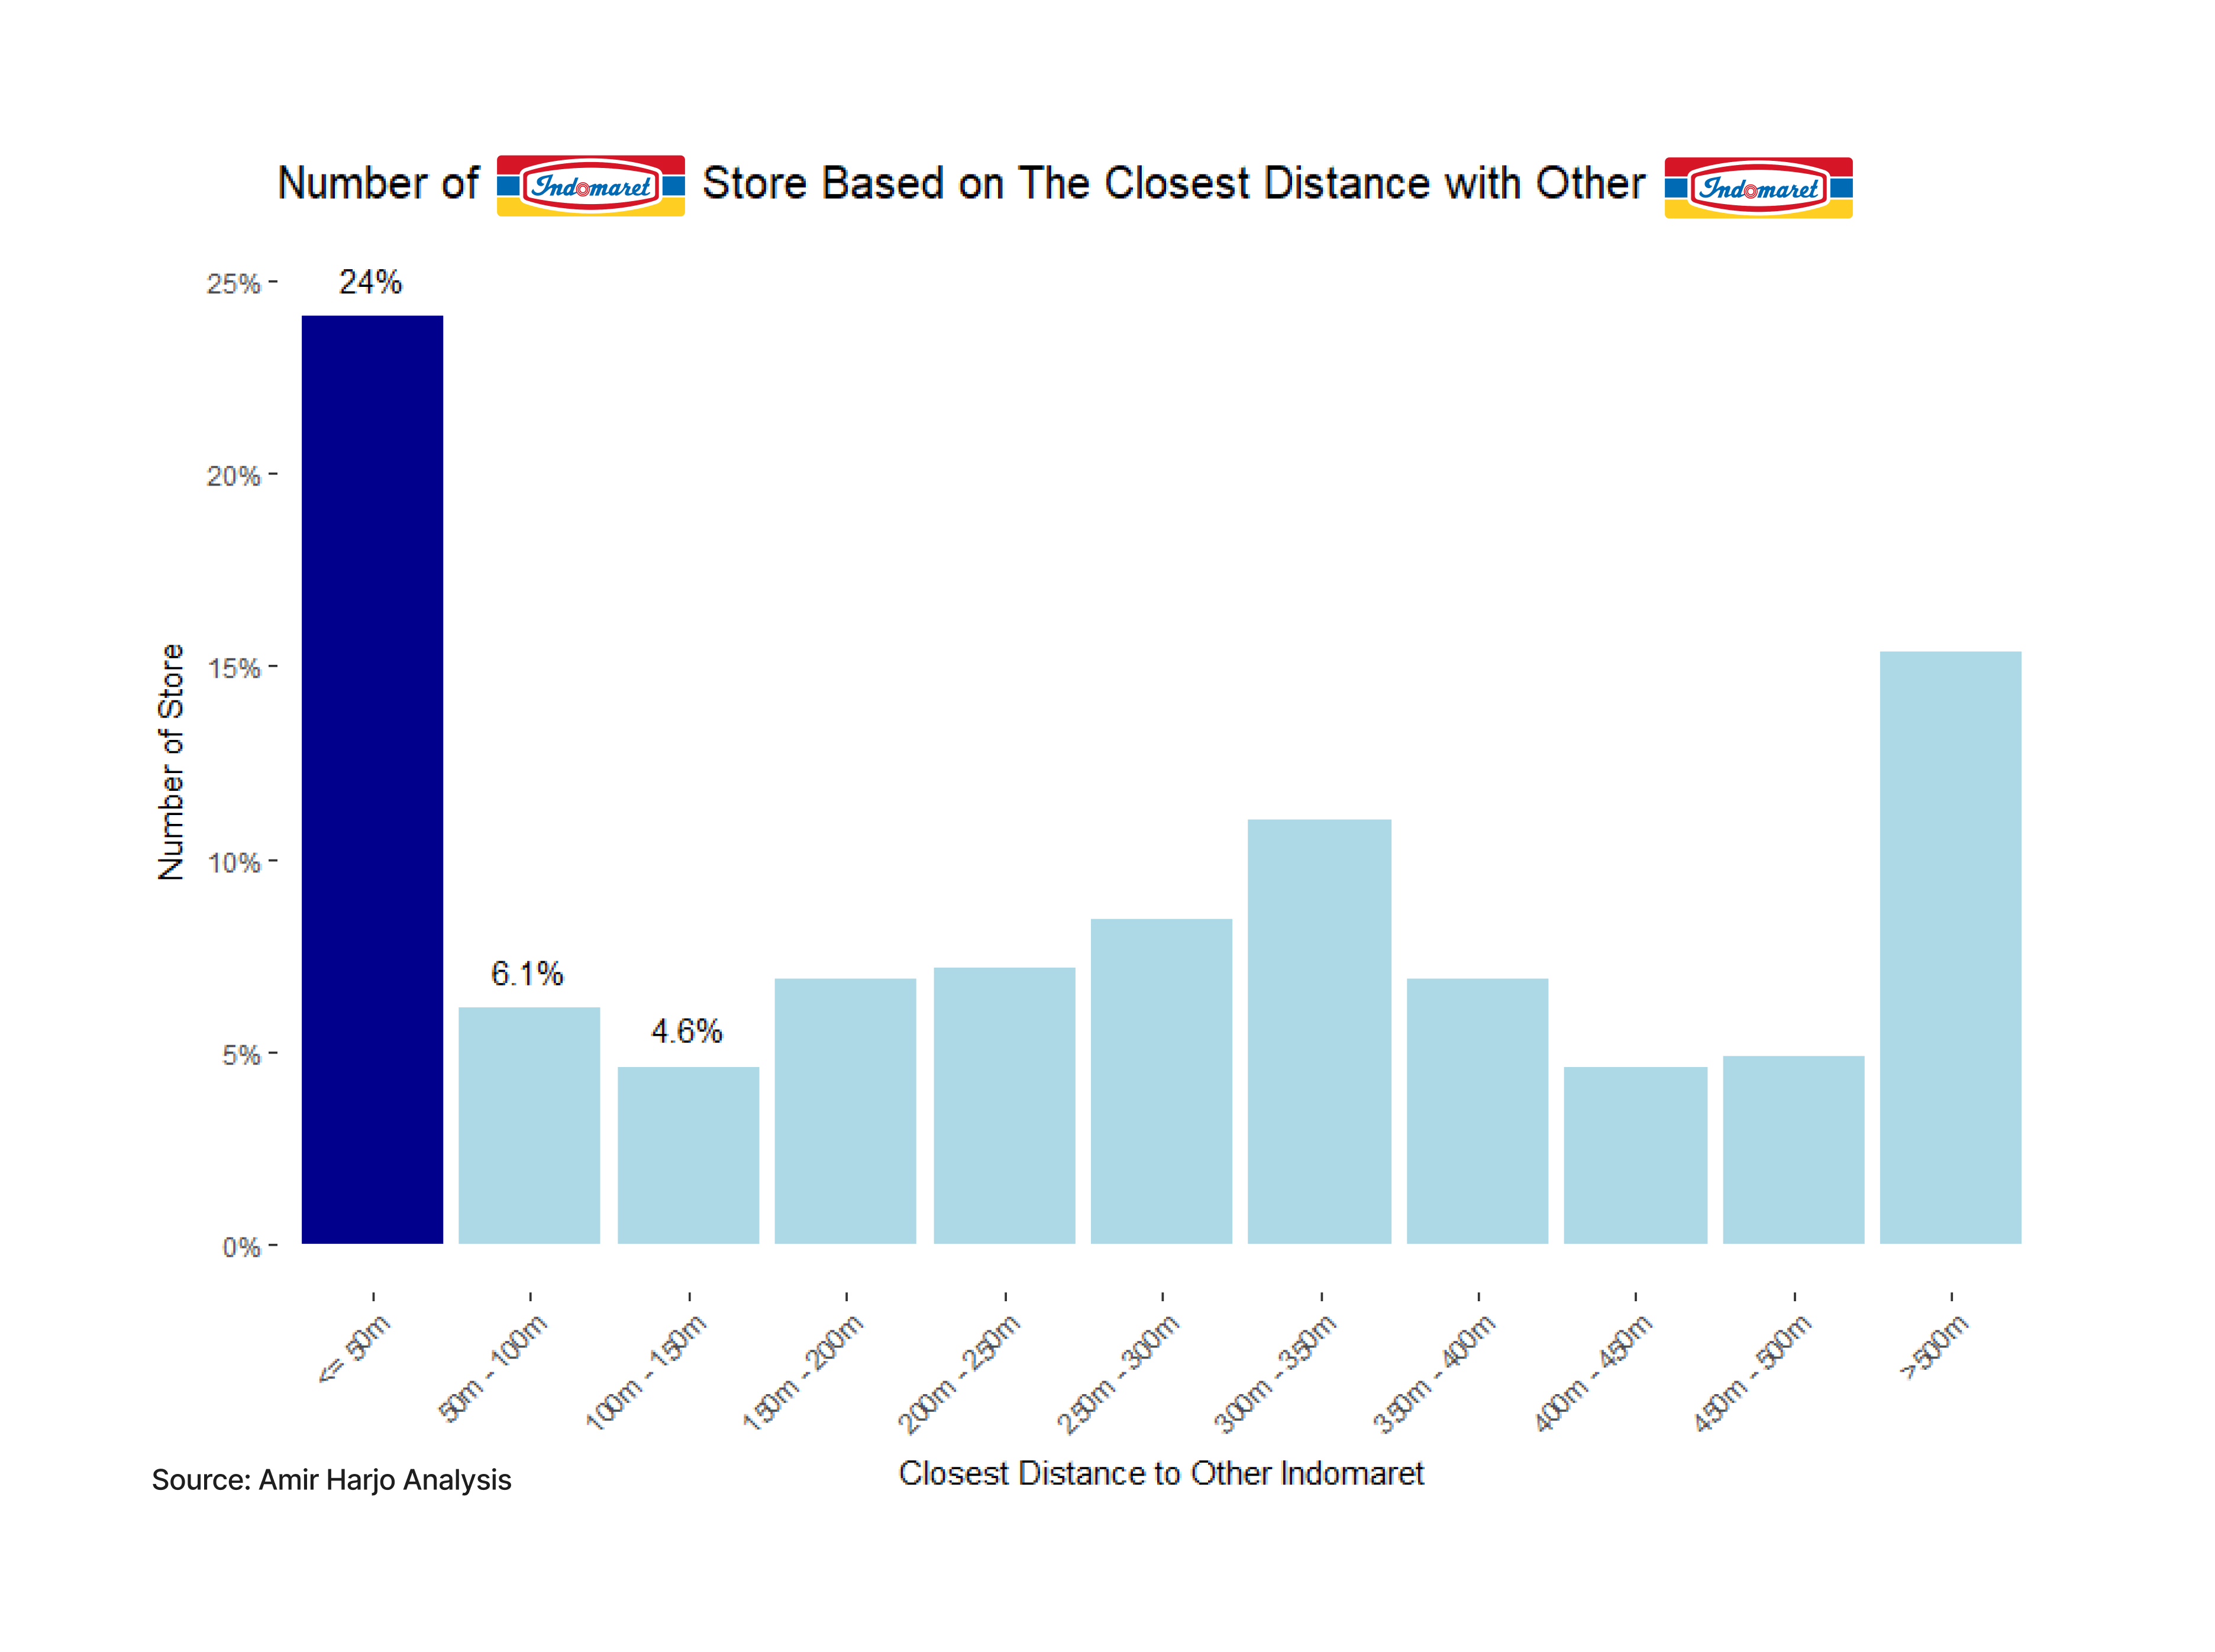 Number of Indomaret Store Based on The Closest Distance with Other Indomaret
25%
20%
15%
10%
5%
0%
Number of Store
24%
6.1%
4.6%
<= 50m
50m - 100m
100m - 150m
150m - 200m
200m - 250m
250m - 300m
300m - 350m
350m - 400m
400m - 450m
450m - 500m
>500m
Closest Distance to Other Indomaret
Source: Amir Harjo Analysis